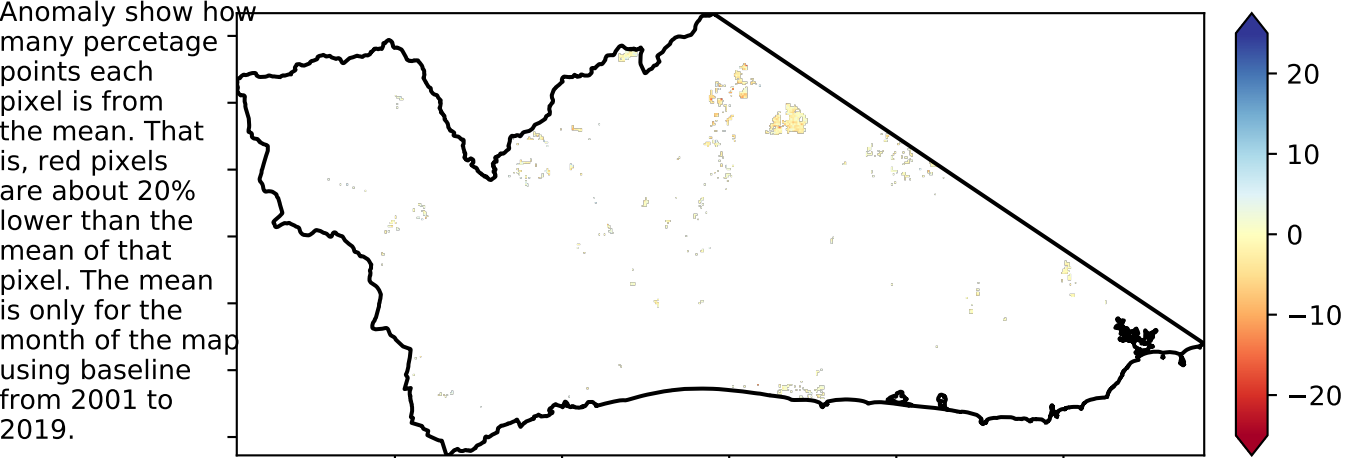 Anomaly show how
many percetage
points each
pixel is from
the mean. That
is, red pixels
are about 20%
lower than the
mean of that
pixel. The mean
is only for the
month of the map
using baseline
from 2001 to
2019.
20
10
0
−10
−20